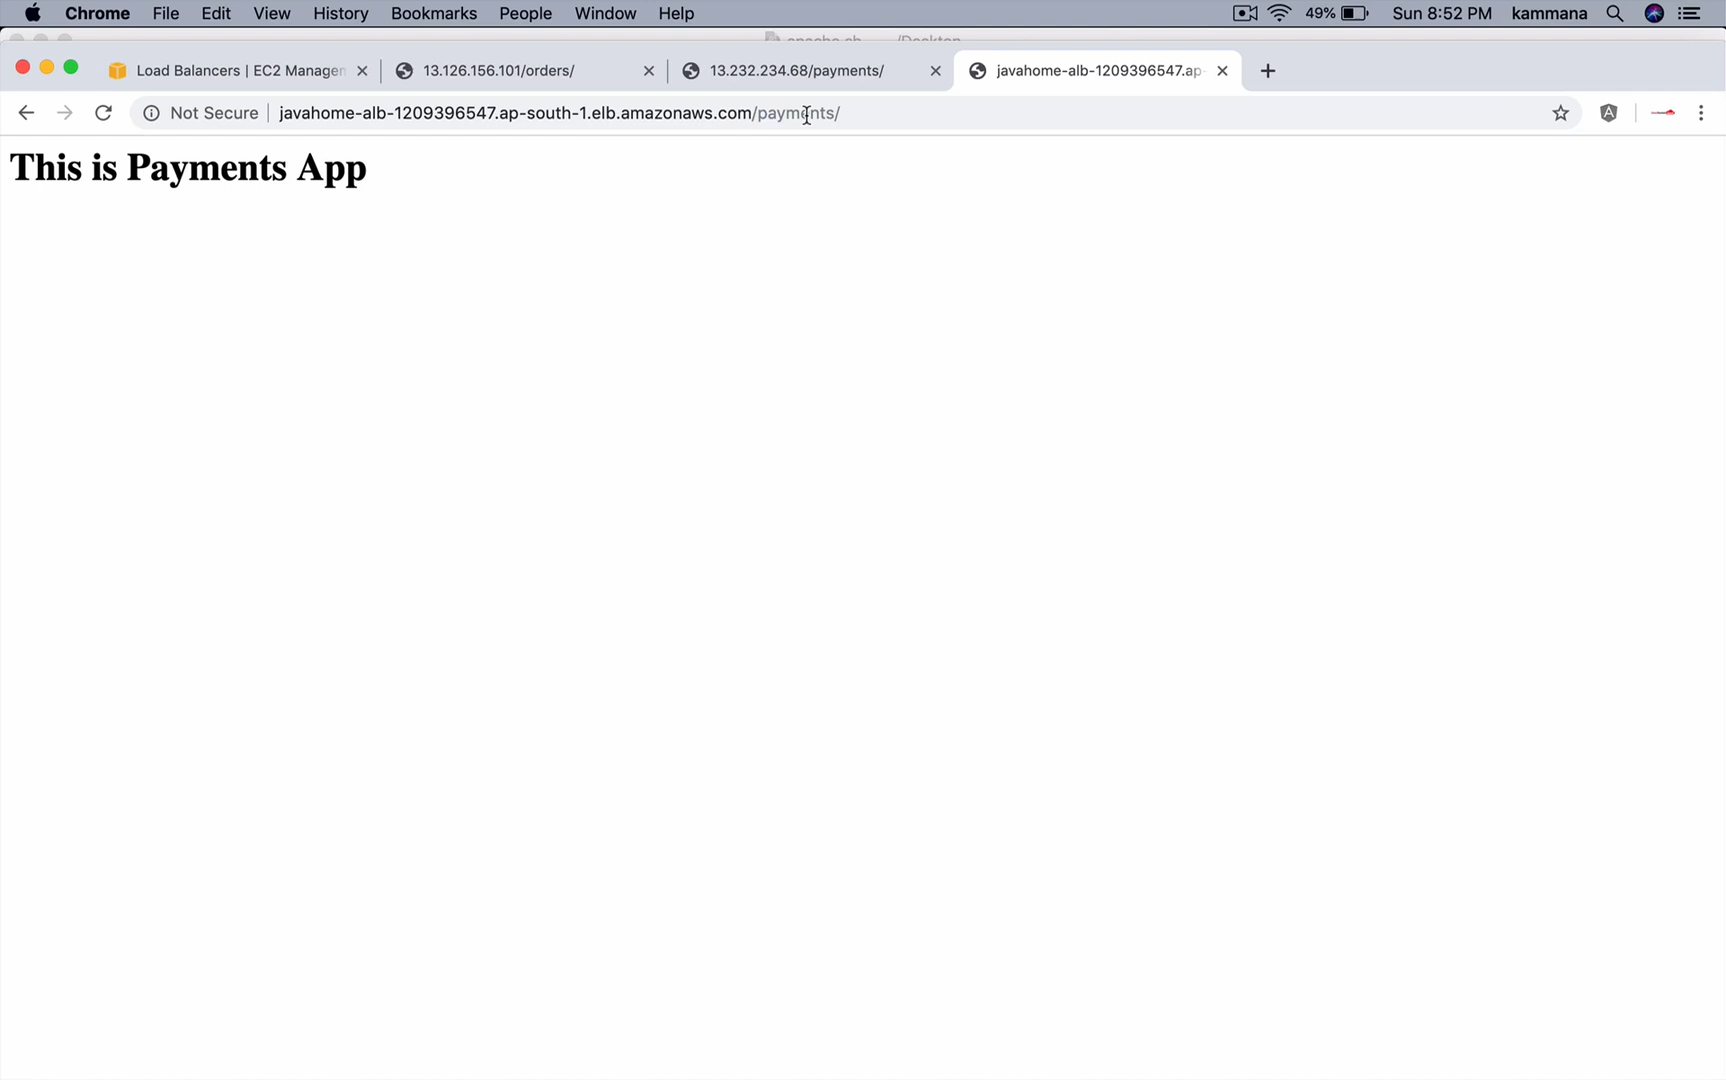 Chrome File Edit View History Bookmarks People Window Help 49% Sun 8:52 PM kammana
Load Balancers | EC2 Manage 13.126.156.101/orders/ 13.232.234.68/payments/ javahome-alb-1209396547.ap-
Not Secure javahome-alb-1209396547.ap-south-1.elb.amazonaws.com/payments/
This is Payments App